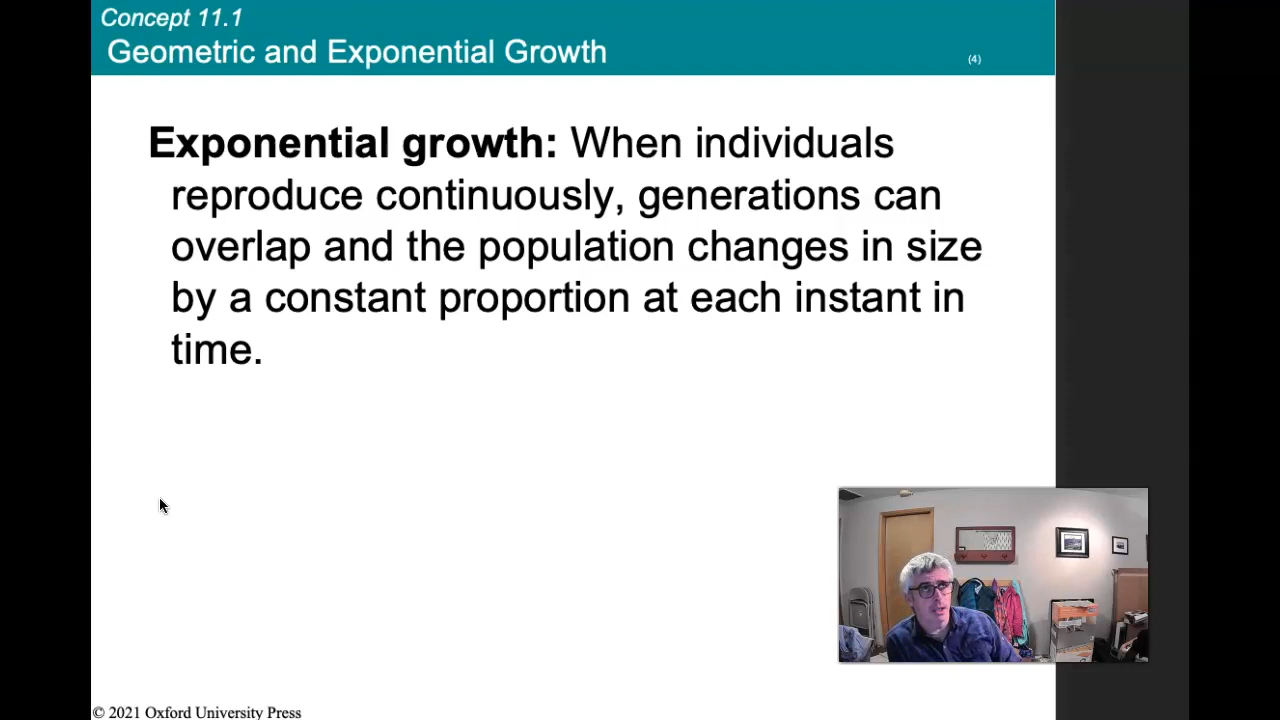 Concept 11.1
Geometric and Exponential Growth
(4)
Exponential growth: When individuals
reproduce continuously, generations can
overlap and the population changes in size
by a constant proportion at each instant in
time.
© 2021 Oxford University Press